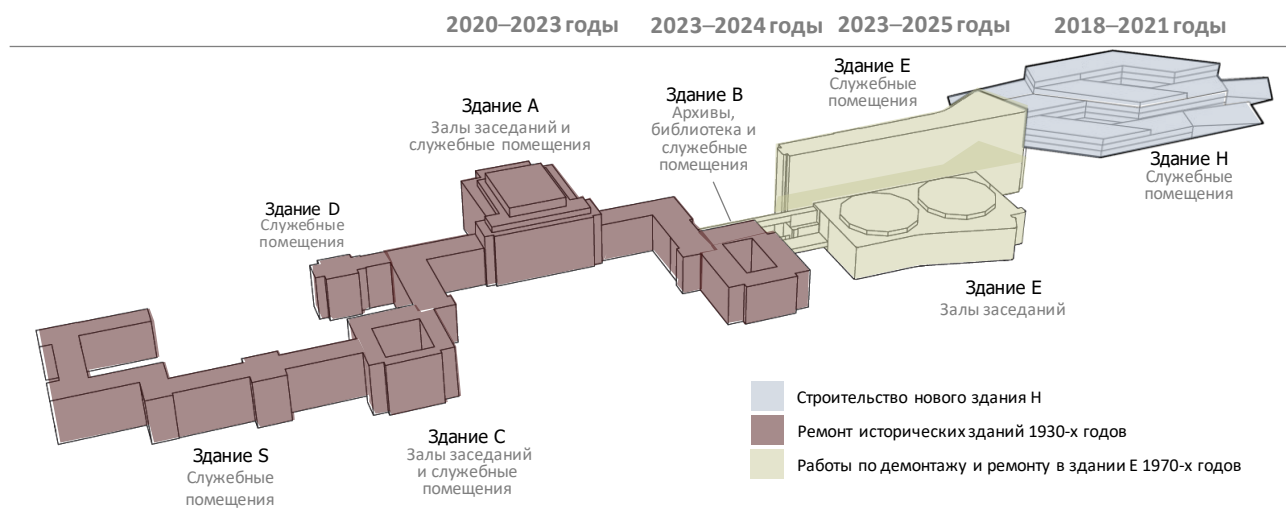 2020–2023 годы
2023–2024 годы
2023–2025 годы
2018–2021 годы
Здание E
Служебные
помещения
Здание A
Залы заседаний и
служебные помещения
Здание B
Архивы,
библиотека и
служебные
помещения
Здание H
Служебные
помещения
Здание D
Служебные
помещения
Здание E
Залы заседаний
Здание S
Служебные
помещения
Здание C
Залы заседаний
и служебные
помещения
Строительство нового здания H
Ремонт исторических зданий 1930-х годов
Работы по демонтажу и ремонту в здании E 1970-х годов